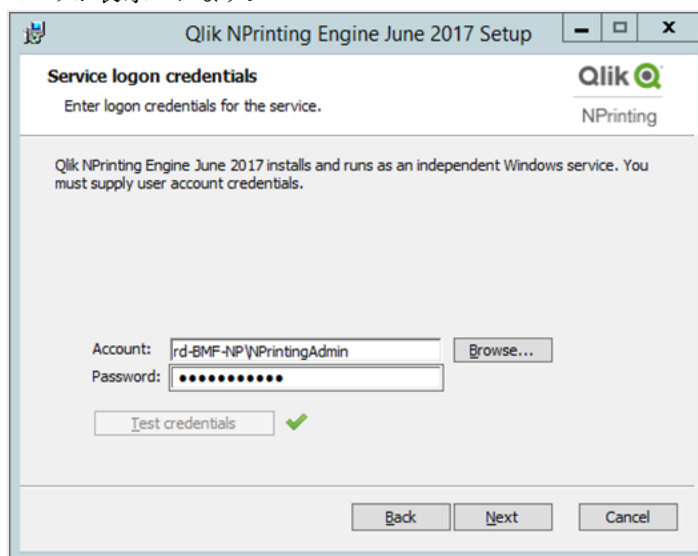 Qlik NPrinting Engine June 2017 Setup
Service logon credentials
Enter logon credentials for the service.
Qlik
NPrinting
Qlik NPrinting Engine June 2017 installs and runs as an independent Windows service. You
must supply user account credentials.
Account: rd-BMF-NP\NPrintingAdmin Browse...
Password: ●●●●●●●●●●●
Test credentials
Back Next Cancel